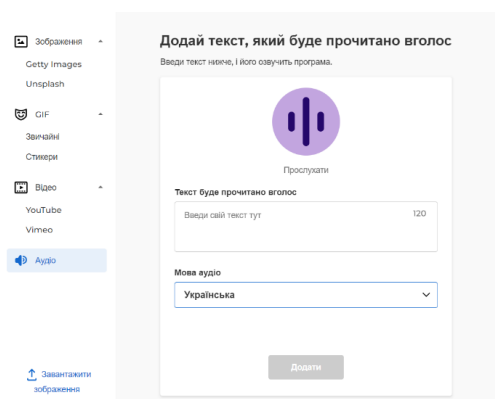 Зображення
Getty Images
Unsplash
GIF
Звичайні
Стикери
Відео
YouTube
Vimeo
Аудіо
Завантажити
зображення
Додай текст, який буде прочитано вголос
Введи текст нижче, і його озвучить програма.
Прослухати
Текст буде прочитано вголос
Введи свій текст тут
120
Мова аудіо
Українська
Додати